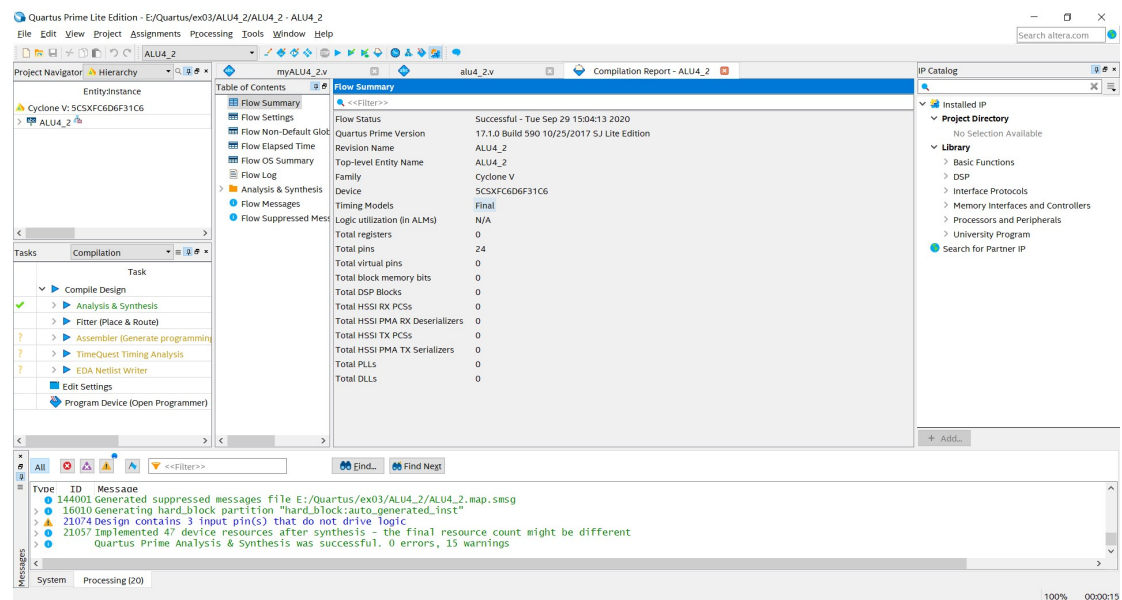 Quartus Prime Lite Edition - E:/Quartus/ex03/ALU4_2/ALU4_2 - ALU4_2
File Edit View Project Assignments Processing Tools Window Help
Search altera.com
ALU4_2
Project Navigator Hierarchy
Entity:Instance
Cyclone V: 5CSXFC6D6F31C6
ALU4_2
Tasks Compilation
Task
Compile Design
Analysis & Synthesis
Fitter (Place & Route)
? Assembler (Generate programming
? TimeQuest Timing Analysis
? EDA Netlist Writer
Edit Settings
Program Device (Open Programmer)
myALU4_2.v
alu4_2.v
Compilation Report - ALU4_2
Table of Contents
Flow Summary
Flow Settings
Flow Non-Default Glob
Flow Elapsed Time
Flow OS Summary
Flow Log
Analysis & Synthesis
Flow Messages
Flow Suppressed Mess
Flow Summary
<<Filter>>
Flow Status Successful - Tue Sep 29 15:04:13 2020
Quartus Prime Version 17.1.0 Build 590 10/25/2017 SJ Lite Edition
Revision Name ALU4_2
Top-level Entity Name ALU4_2
Family Cyclone V
Device 5CSXFC6D6F31C6
Timing Models Final
Logic utilization (in ALMs) N/A
Total registers 0
Total pins 24
Total virtual pins 0
Total block memory bits 0
Total DSP Blocks 0
Total HSSI RX PCSs 0
Total HSSI PMA RX Deserializers 0
Total HSSI TX PCSs 0
Total HSSI PMA TX Serializers 0
Total PLLs 0
Total DLLs 0
IP Catalog
Installed IP
Project Directory
No Selection Available
Library
Basic Functions
DSP
Interface Protocols
Memory Interfaces and Controllers
Processors and Peripherals
University Program
Search for Partner IP
+ Add...
All <<Filter>> Find... Find Next
Type ID Message
144001 Generated suppressed messages file E:/Quartus/ex03/ALU4_2/ALU4_2.map.smsg
16010 Generating hard_block partition "hard_block:auto_generated_inst"
21074 Design contains 3 input pin(s) that do not drive logic
21057 Implemented 47 device resources after synthesis - the final resource count might be different
Quartus Prime Analysis & Synthesis was successful. 0 errors, 15 warnings
Messages
System Processing (20)
100% 00:00:15